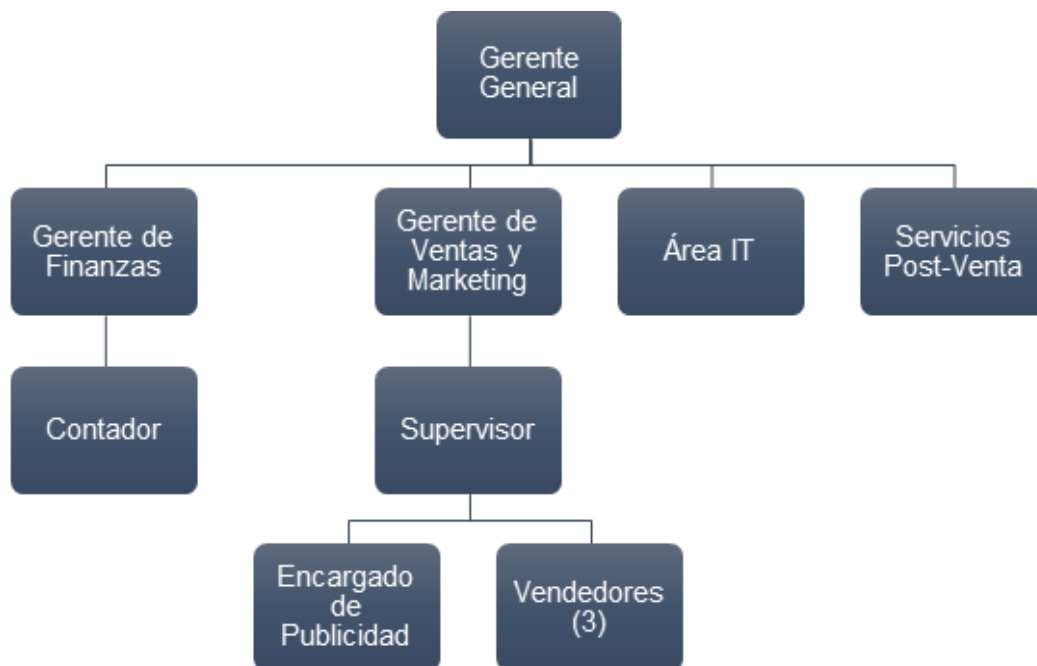 Gerente
General
Gerente de
Finanzas
Gerente de
Ventas y
Marketing
Área IT
Servicios
Post-Venta
Contador
Supervisor
Encargado
de
Publicidad
Vendedores
(3)